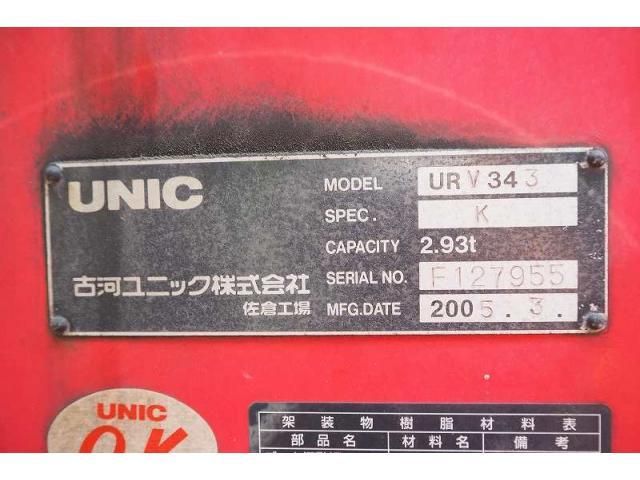 UNIC
MODEL URV343
SPEC. K
CAPACITY 2.93t
SERIAL NO. F127955
MFG.DATE 2005.3.
古河ユニック株式会社
佐倉工場
UNIC
OK
架装物樹脂材料表
部品名 材料名 備考